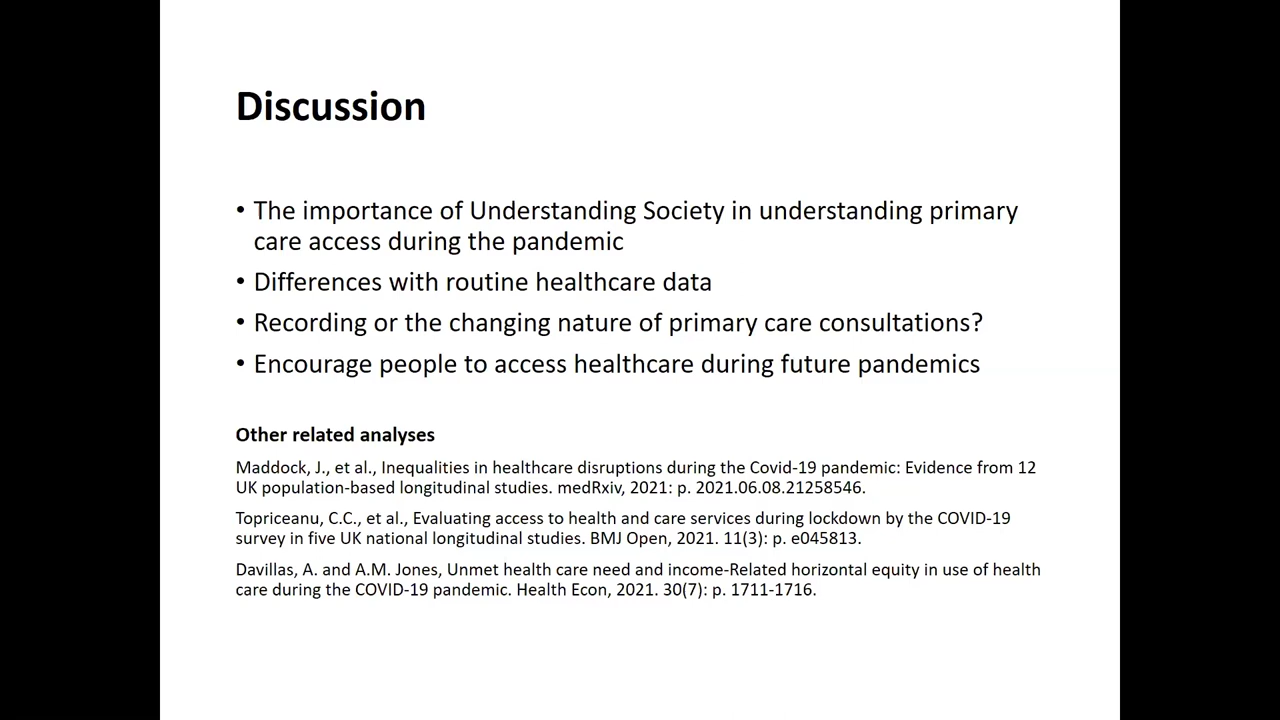 Discussion
• The importance of Understanding Society in understanding primary
care access during the pandemic
• Differences with routine healthcare data
• Recording or the changing nature of primary care consultations?
• Encourage people to access healthcare during future pandemics
Other related analyses
Maddock, J., et al., Inequalities in healthcare disruptions during the Covid-19 pandemic: Evidence from 12
UK population-based longitudinal studies. medRxiv, 2021: p. 2021.06.08.21258546.
Topriceanu, C.C., et al., Evaluating access to health and care services during lockdown by the COVID-19
survey in five UK national longitudinal studies. BMJ Open, 2021. 11(3): p. e045813.
Davillas, A. and A.M. Jones, Unmet health care need and income-Related horizontal equity in use of health
care during the COVID-19 pandemic. Health Econ, 2021. 30(7): p. 1711-1716.